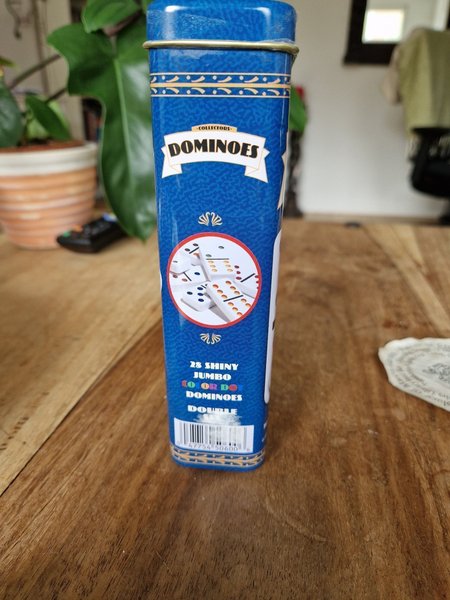 COLLECTORS
DOMINOES
28 SHINY
JUMBO
COLOR DOT
DOMINOES
DOUBLE